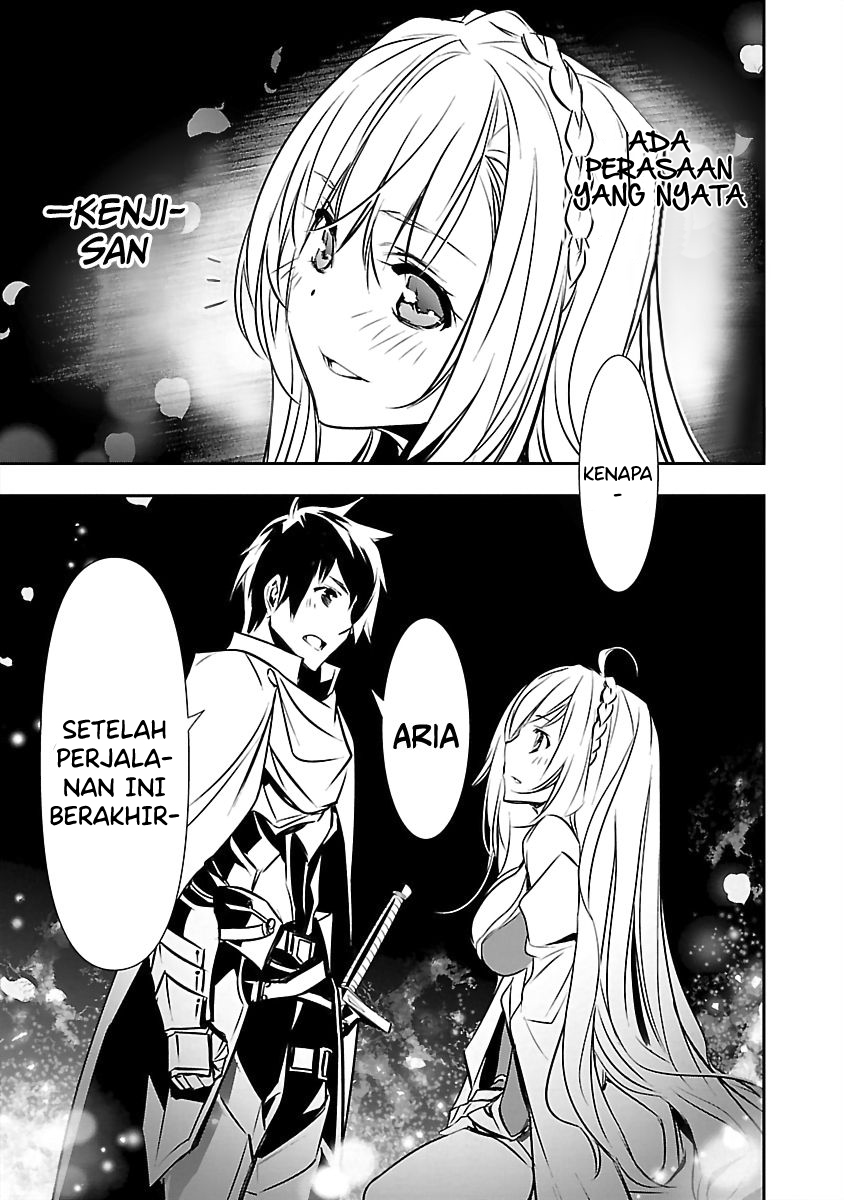 ADA
PERASAAN
YANG NYATA
-KENJI-
SAN
KENAPA
-
ARIA
SETELAH
PERJALA-
NAN INI
BERAKHIR-